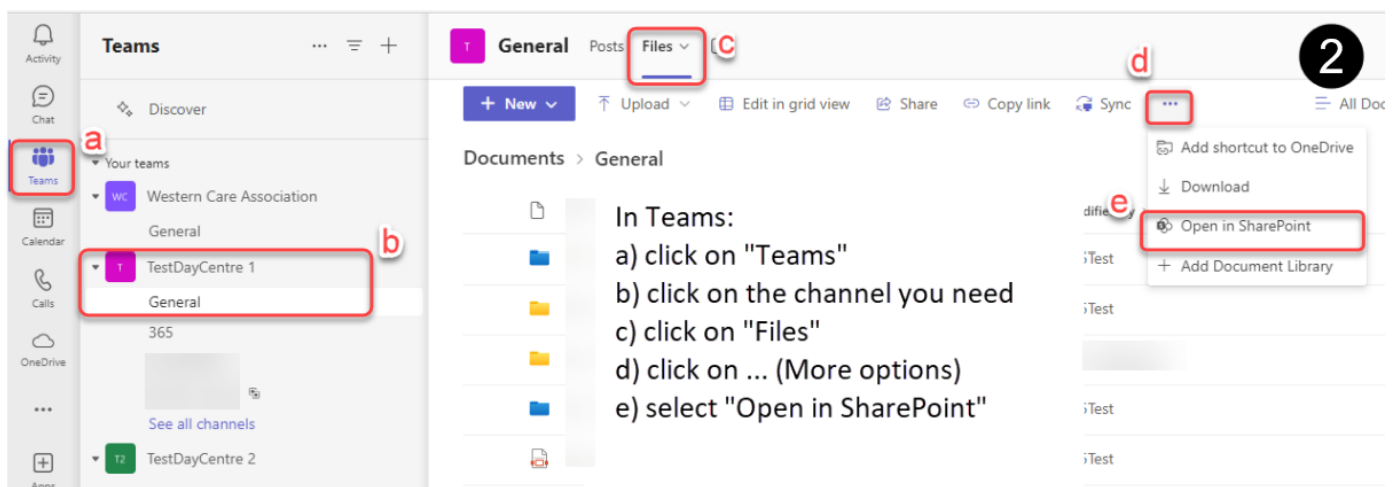 Activity
Chat
Teams
Calendar
Calls
OneDrive
Apps
a
Teams
Discover
Your teams
WC Western Care Association
General
b
T TestDayCentre 1
General
365
See all channels
T2 TestDayCentre 2
T General Posts Files
c
2
d
+ New Upload Edit in grid view Share Copy link Sync ... All Doc
Documents > General
Add shortcut to OneDrive
Download
e
Open in SharePoint
+ Add Document Library
In Teams:
a) click on "Teams"
b) click on the channel you need
c) click on "Files"
d) click on ... (More options)
e) select "Open in SharePoint"
5Test
5Test
5Test
5Test